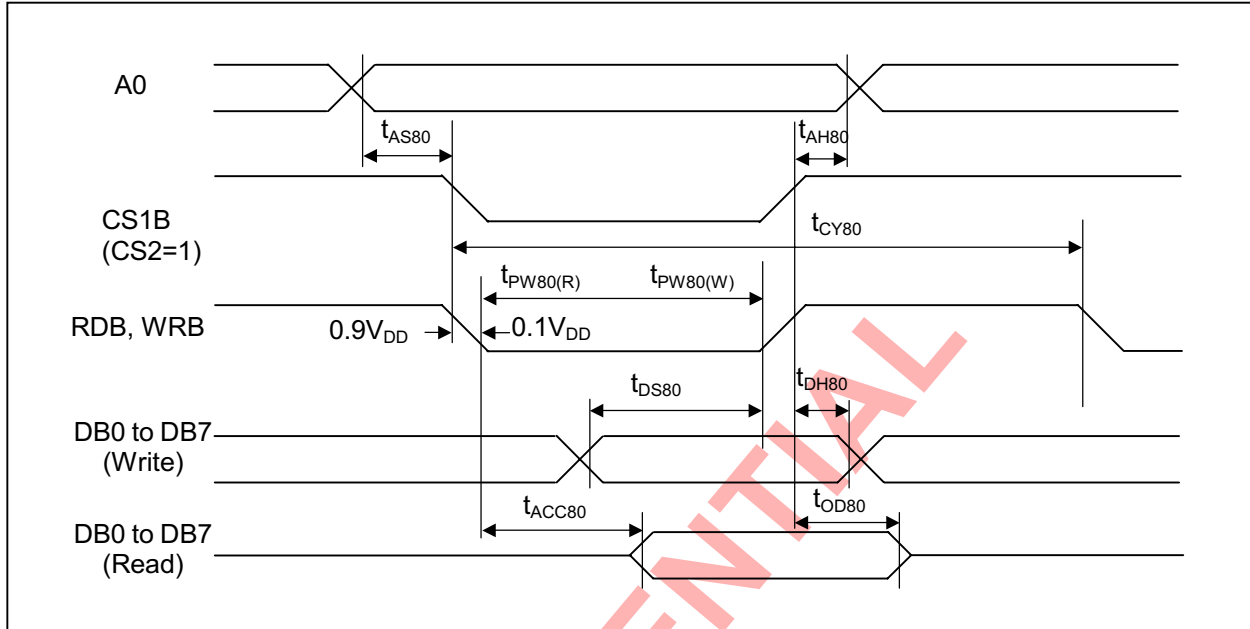 A0
tAS80
tAH80
CS1B
(CS2=1)
tCY80
tPW80(R)
tPW80(W)
RDB, WRB
0.9VDD
0.1VDD
tDS80
tDH80
DB0 to DB7
(Write)
tACC80
tOD80
DB0 to DB7
(Read)
ENTIAL